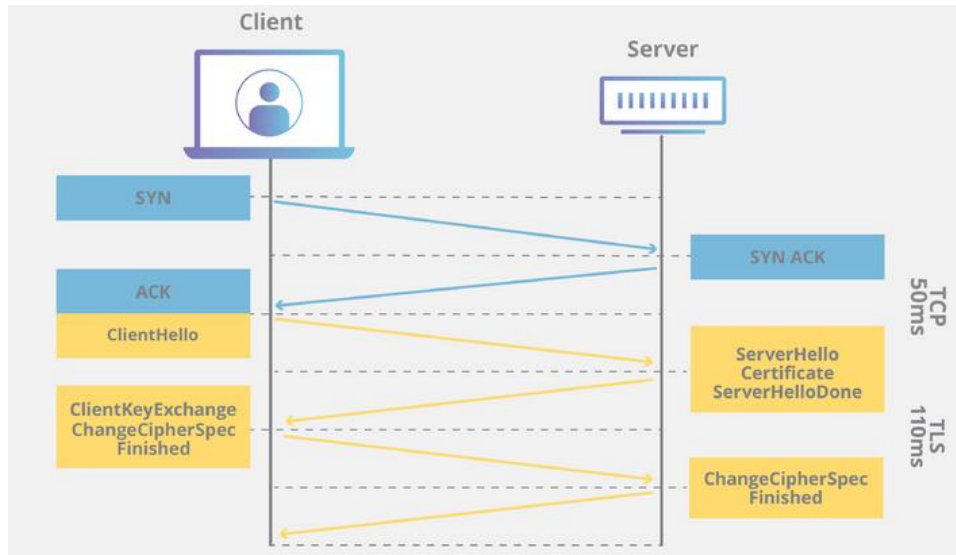 Client
Server
SYN
SYN ACK
ACK
ClientHello
TCP
50ms
ServerHello
Certificate
ServerHelloDone
ClientKeyExchange
ChangeCipherSpec
Finished
TLS
110ms
ChangeCipherSpec
Finished